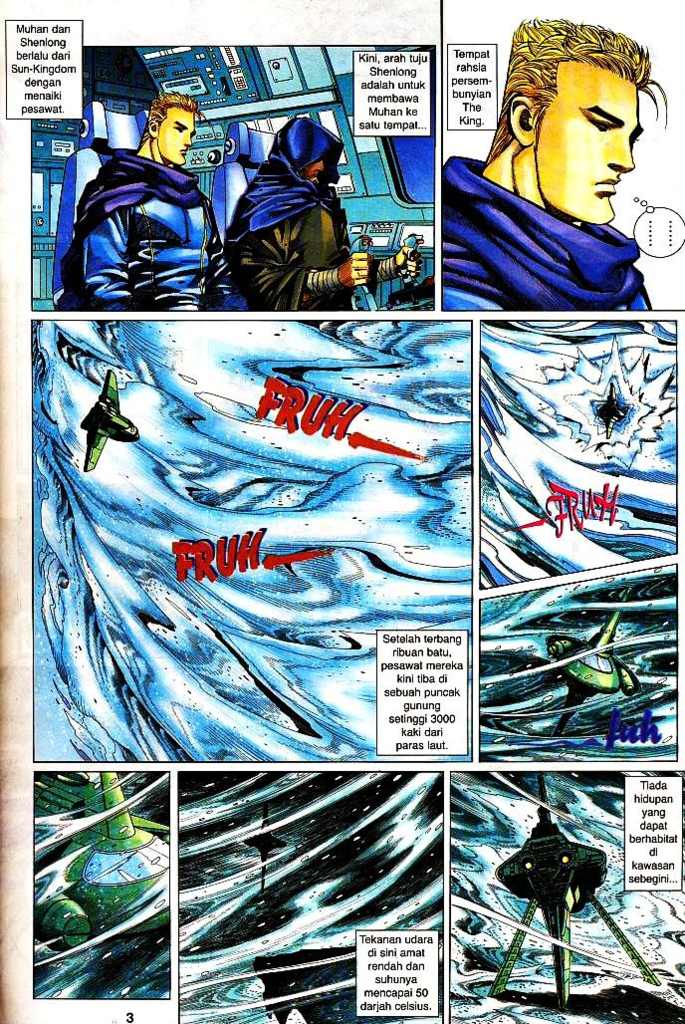 Muhan dan
Shenlong
berlalu dari
Sun-Kingdom
dengan
menaiki
pesawat.
Kini, arah tuju
Shenlong
adalah untuk
membawa
Muhan ke
satu tempat...
Tempat
rahsia
persem-
bunyian
The
King.
FRUH
FRUH
Setelah terbang
ribuan batu,
pesawat mereka
kini tiba di
sebuah puncak
gunung
setinggi 3000
kaki dari
paras laut.
FRUH
Tekanan udara
di sini amat
rendah dan
suhunya
mencapai 50
darjah celsius.
Tiada
hidupan
yang
dapat
berhabitat
di
kawasan
sebegini...
3